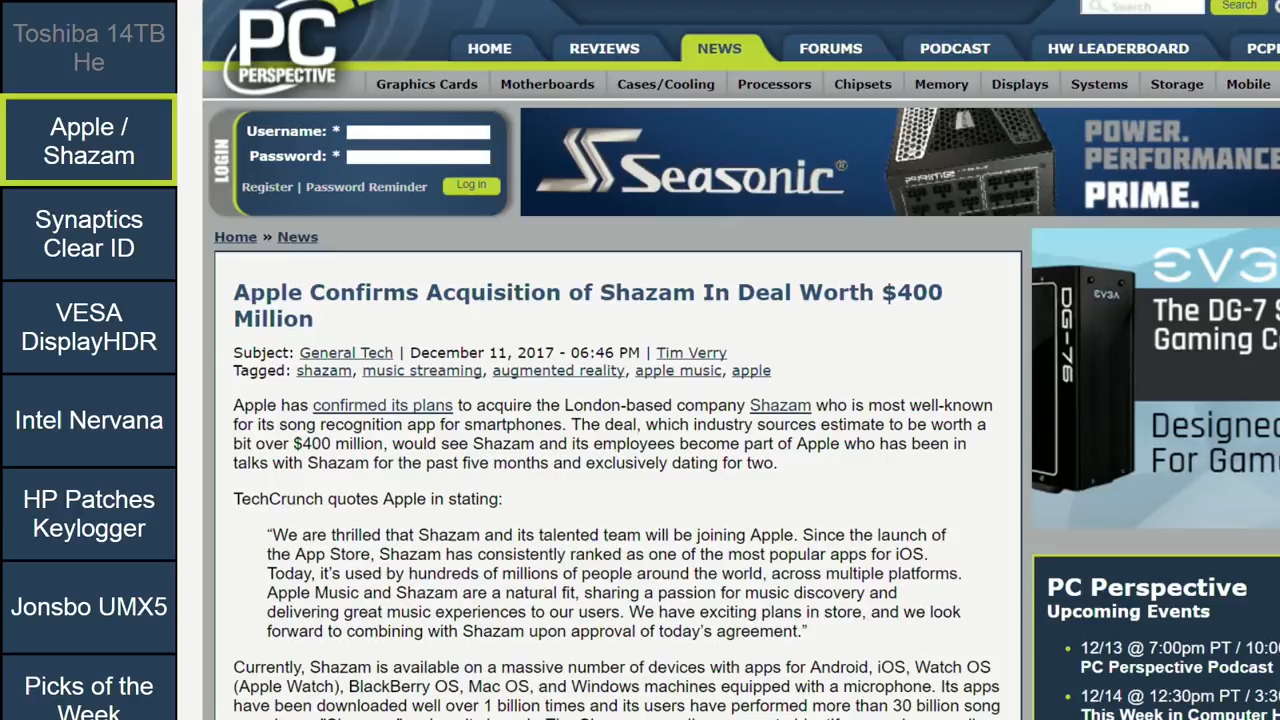 Toshiba 14TB
He
Apple /
Shazam
Synaptics
Clear ID
VESA
DisplayHDR
Intel Nervana
HP Patches
Keylogger
Jonsbo UMX5
Picks of the
Week
PC
PERSPECTIVE
Search
Search
HOME
REVIEWS
NEWS
FORUMS
PODCAST
HW LEADERBOARD
PCPE
Graphics Cards
Motherboards
Cases/Cooling
Processors
Chipsets
Memory
Displays
Systems
Storage
Mobile
LOGIN
Username: *
Password: *
Register | Password Reminder
Log in
Seasonic®
PRIME
POWER.
PERFORMANCE
PRIME.
Home » News
Apple Confirms Acquisition of Shazam In Deal Worth $400
Million
Subject: General Tech | December 11, 2017 - 06:46 PM | Tim Verry
Tagged: shazam, music streaming, augmented reality, apple music, apple
Apple has confirmed its plans to acquire the London-based company Shazam who is most well-known
for its song recognition app for smartphones. The deal, which industry sources estimate to be worth a
bit over $400 million, would see Shazam and its employees become part of Apple who has been in
talks with Shazam for the past five months and exclusively dating for two.
TechCrunch quotes Apple in stating:
“We are thrilled that Shazam and its talented team will be joining Apple. Since the launch of
the App Store, Shazam has consistently ranked as one of the most popular apps for iOS.
Today, it’s used by hundreds of millions of people around the world, across multiple platforms.
Apple Music and Shazam are a natural fit, sharing a passion for music discovery and
delivering great music experiences to our users. We have exciting plans in store, and we look
forward to combining with Shazam upon approval of today’s agreement.”
Currently, Shazam is available on a massive number of devices with apps for Android, iOS, Watch OS
(Apple Watch), BlackBerry OS, Mac OS, and Windows machines equipped with a microphone. Its apps
have been downloaded well over 1 billion times and its users have performed more than 30 billion song
EVGA
DG-76
EVGA
The DG-7 S
Gaming C
Designed
For Gam
PC Perspective
Upcoming Events
12/13 @ 7:00pm PT / 10:0
PC Perspective Podcast
12/14 @ 12:30pm PT / 3:3
This Week in Computer H